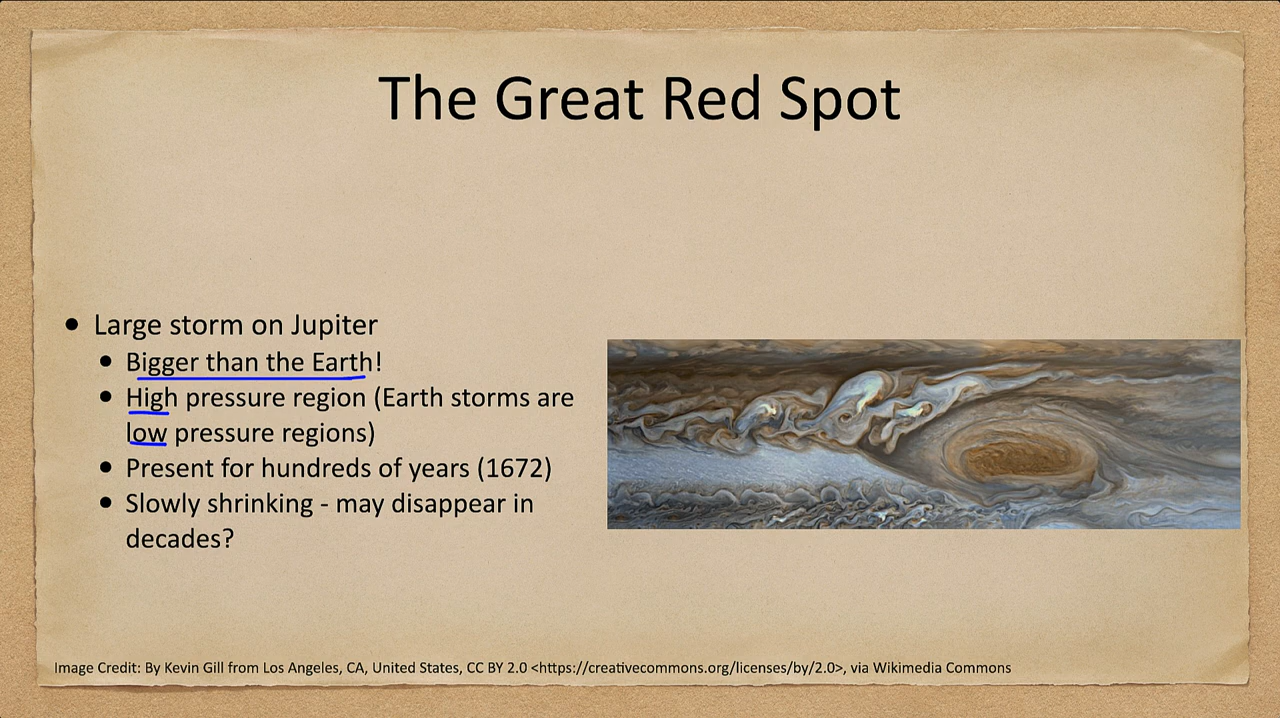 The Great Red Spot
Large storm on Jupiter
Bigger than the Earth!
High pressure region (Earth storms are
low pressure regions)
Present for hundreds of years (1672)
Slowly shrinking - may disappear in
decades?
Image Credit: By Kevin Gill from Los Angeles, CA, United States, CC BY 2.0 <https://creativecommons.org/licenses/by/2.0>, via Wikimedia Commons